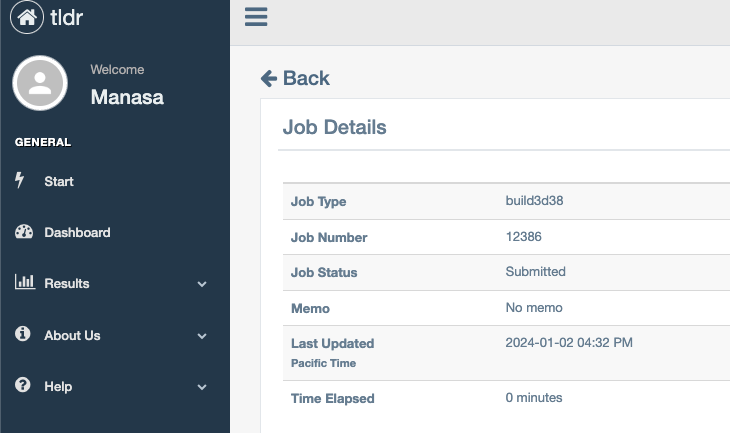 tldr
Welcome
Manasa
GENERAL
Start
Dashboard
Results
About Us
Help
Back
Job Details
Job Type build3d38
Job Number 12386
Job Status Submitted
Memo No memo
Last Updated 2024-01-02 04:32 PM
Pacific Time
Time Elapsed 0 minutes